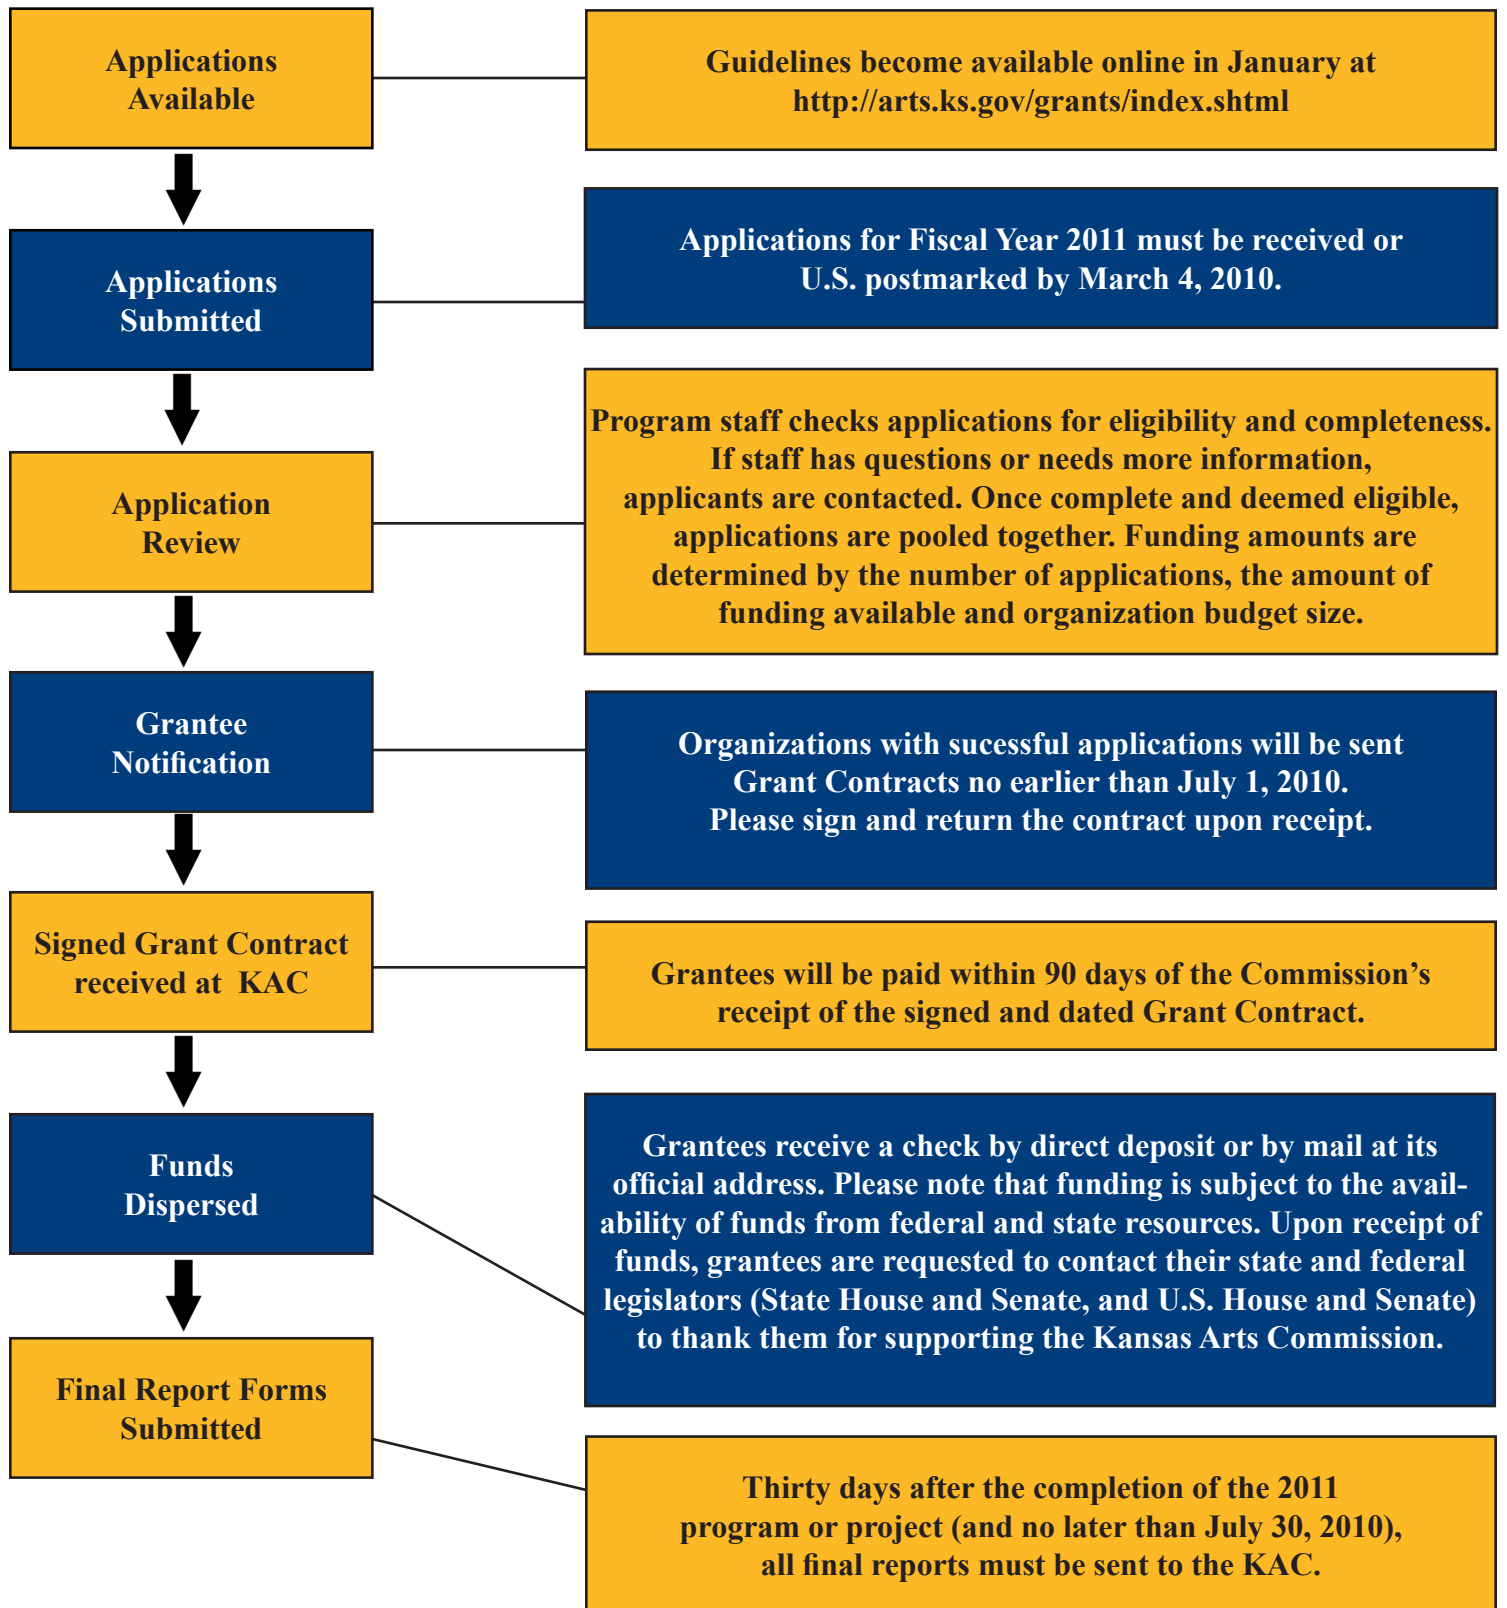 Applications
Available
Guidelines become available online in January at
http://arts.ks.gov/grants/index.shtml
Applications
Submitted
Applications for Fiscal Year 2011 must be received or
U.S. postmarked by March 4, 2010.
Application
Review
Program staff checks applications for eligibility and completeness.
If staff has questions or needs more information,
applicants are contacted. Once complete and deemed eligible,
applications are pooled together. Funding amounts are
determined by the number of applications, the amount of
funding available and organization budget size.
Grantee
Notification
Organizations with sucessful applications will be sent
Grant Contracts no earlier than July 1, 2010.
Please sign and return the contract upon receipt.
Signed Grant Contract
received at KAC
Grantees will be paid within 90 days of the Commission’s
receipt of the signed and dated Grant Contract.
Funds
Dispersed
Grantees receive a check by direct deposit or by mail at its
official address. Please note that funding is subject to the avail-
ability of funds from federal and state resources. Upon receipt of
funds, grantees are requested to contact their state and federal
legislators (State House and Senate, and U.S. House and Senate)
to thank them for supporting the Kansas Arts Commission.
Final Report Forms
Submitted
Thirty days after the completion of the 2011
program or project (and no later than July 30, 2010),
all final reports must be sent to the KAC.